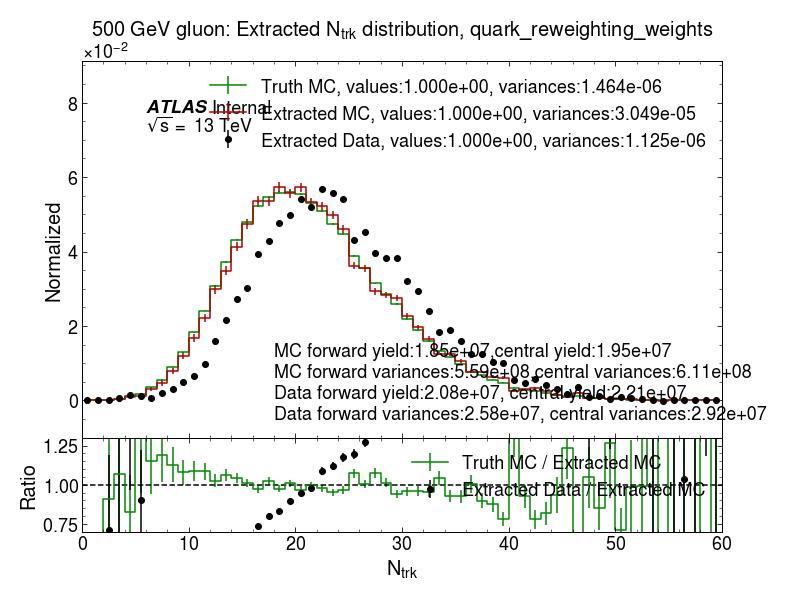 500 GeV gluon: Extracted N_trk distribution, quark_reweighting_weights
×10⁻²
Truth MC, values:1.000e+00, variances:1.464e-06
ATLAS Internal
Extracted MC, values:1.000e+00, variances:3.049e-05
√s = 13 TeV
Extracted Data, values:1.000e+00, variances:1.125e-06
8
6
4
2
0
Normalized
MC forward yield:1.85e+07,central yield:1.95e+07
MC forward variances:5.59e+08,central variances:6.11e+08
Data forward yield:2.08e+07, central yield:2.21e+07
Data forward variances:2.58e+07, central variances:2.92e+07
1.25
1.00
0.75
Ratio
Truth MC / Extracted MC
Extracted Data / Extracted MC
0 10 20 30 40 50 60
N_trk